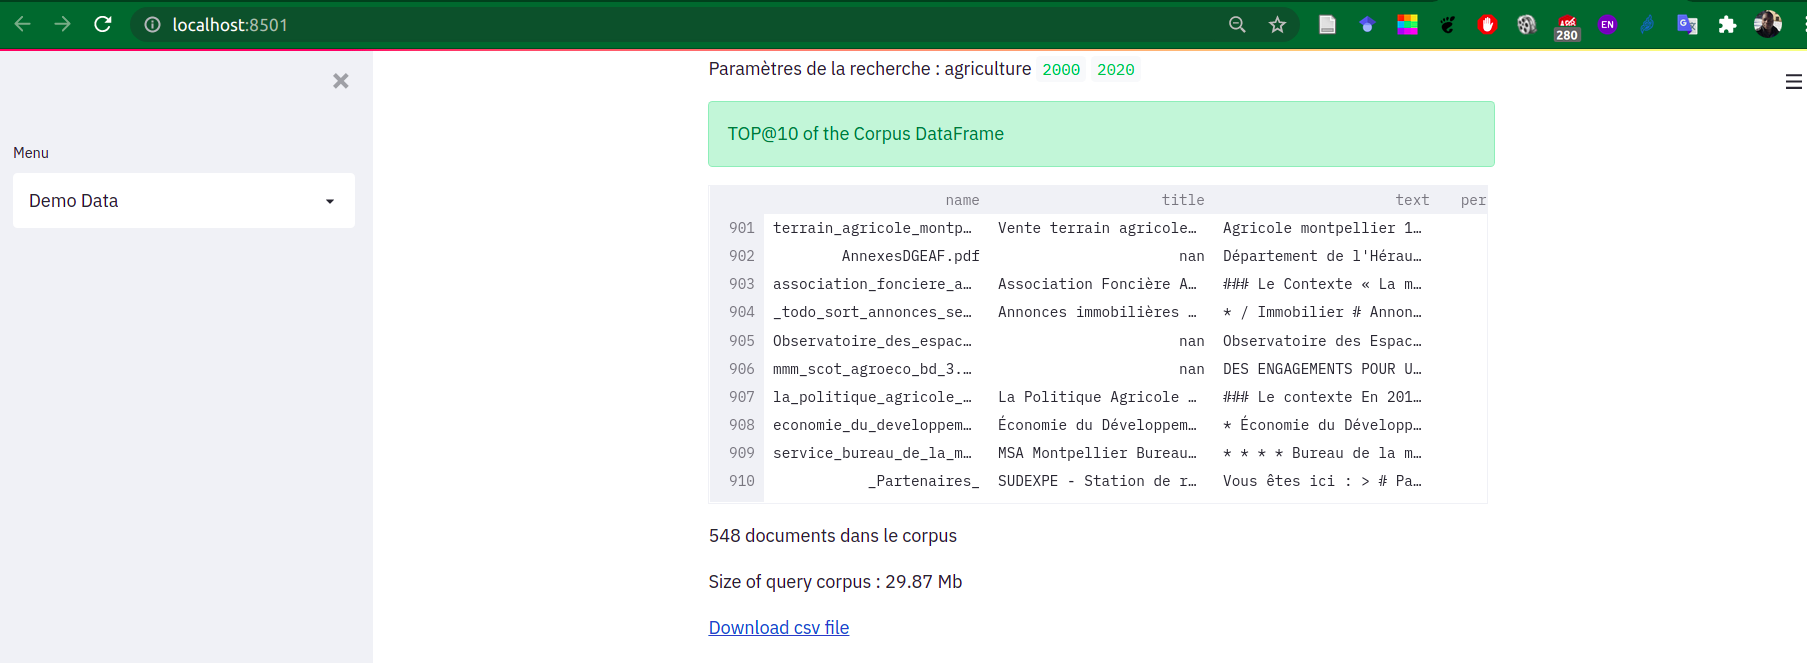 localhost:8501
280
EN
Menu
Demo Data
Paramètres de la recherche : agriculture 2000 2020
TOP@10 of the Corpus DataFrame
name title text per
901 terrain_agricole_montp… Vente terrain agricole… Agricole montpellier 1…
902 AnnexesDGEAF.pdf nan Département de l'Hérau…
903 association_fonciere_a… Association Foncière A… ### Le Contexte « La m…
904 _todo_sort_annonces_se… Annonces immobilières … * / Immobilier # Annon…
905 Observatoire_des_espac… nan Observatoire des Espac…
906 mmm_scot_agroeco_bd_3.… nan DES ENGAGEMENTS POUR U…
907 la_politique_agricole_… La Politique Agricole … ### Le contexte En 201…
908 economie_du_developpem… Économie du Développem… * Économie du Développ…
909 service_bureau_de_la_m… MSA Montpellier Bureau… * * * * Bureau de la m…
910 _Partenaires_ SUDEXPE - Station de r… Vous êtes ici : > # Pa…
548 documents dans le corpus
Size of query corpus : 29.87 Mb
Download csv file